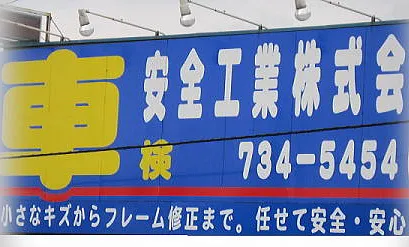 安全工業株式会
車検
734-5454
小さなキズからフレーム修正まで。任せて安全・安心